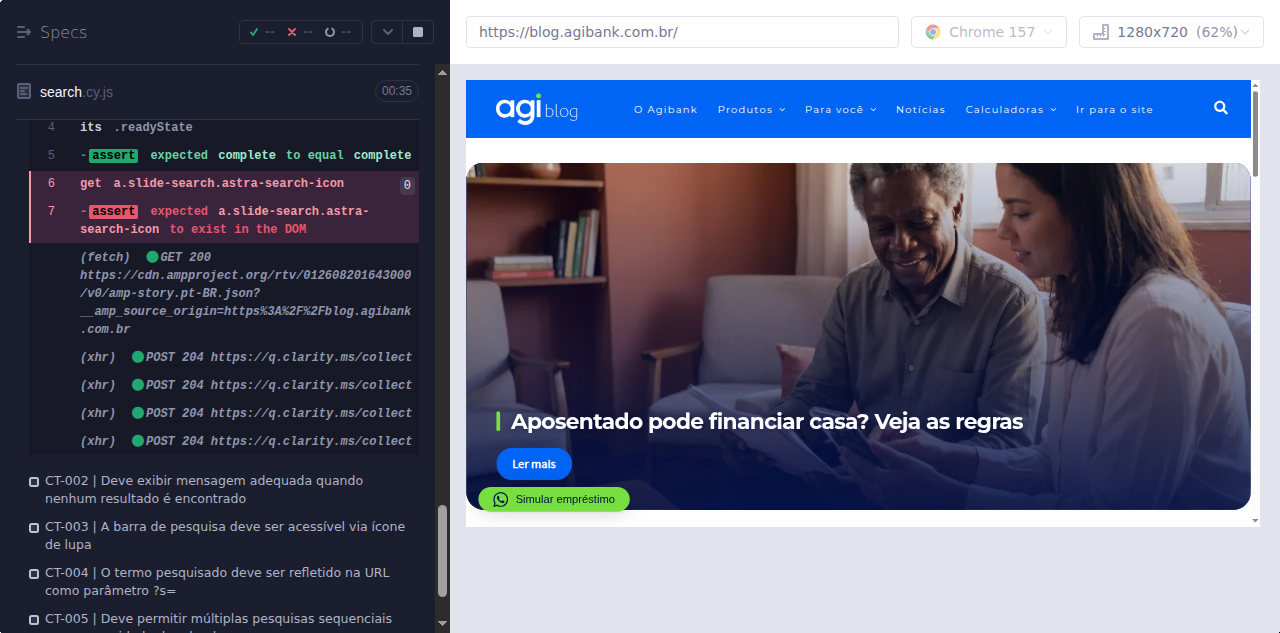 Specs
--
--
--
https://blog.agibank.com.br/
Chrome 157
1280x720 (62%)
search.cy.js
00:35
4 its .readyState
5 -assert expected complete to equal complete
6 get a.slide-search.astra-search-icon 0
7 -assert expected a.slide-search.astra-
search-icon to exist in the DOM
(fetch) GET 200
https://cdn.ampproject.org/rtv/012608201643000
/v0/amp-story.pt-BR.json?
__amp_source_origin=https%3A%2F%2Fblog.agibank
.com.br
(xhr) POST 204 https://q.clarity.ms/collect
(xhr) POST 204 https://q.clarity.ms/collect
(xhr) POST 204 https://q.clarity.ms/collect
(xhr) POST 204 https://q.clarity.ms/collect
CT-002 | Deve exibir mensagem adequada quando
nenhum resultado é encontrado
CT-003 | A barra de pesquisa deve ser acessível via ícone
de lupa
CT-004 | O termo pesquisado deve ser refletido na URL
como parâmetro ?s=
CT-005 | Deve permitir múltiplas pesquisas sequenciais
agi blog
O Agibank
Produtos
Para você
Notícias
Calculadoras
Ir para o site
Aposentado pode financiar casa? Veja as regras
Ler mais
Simular empréstimo